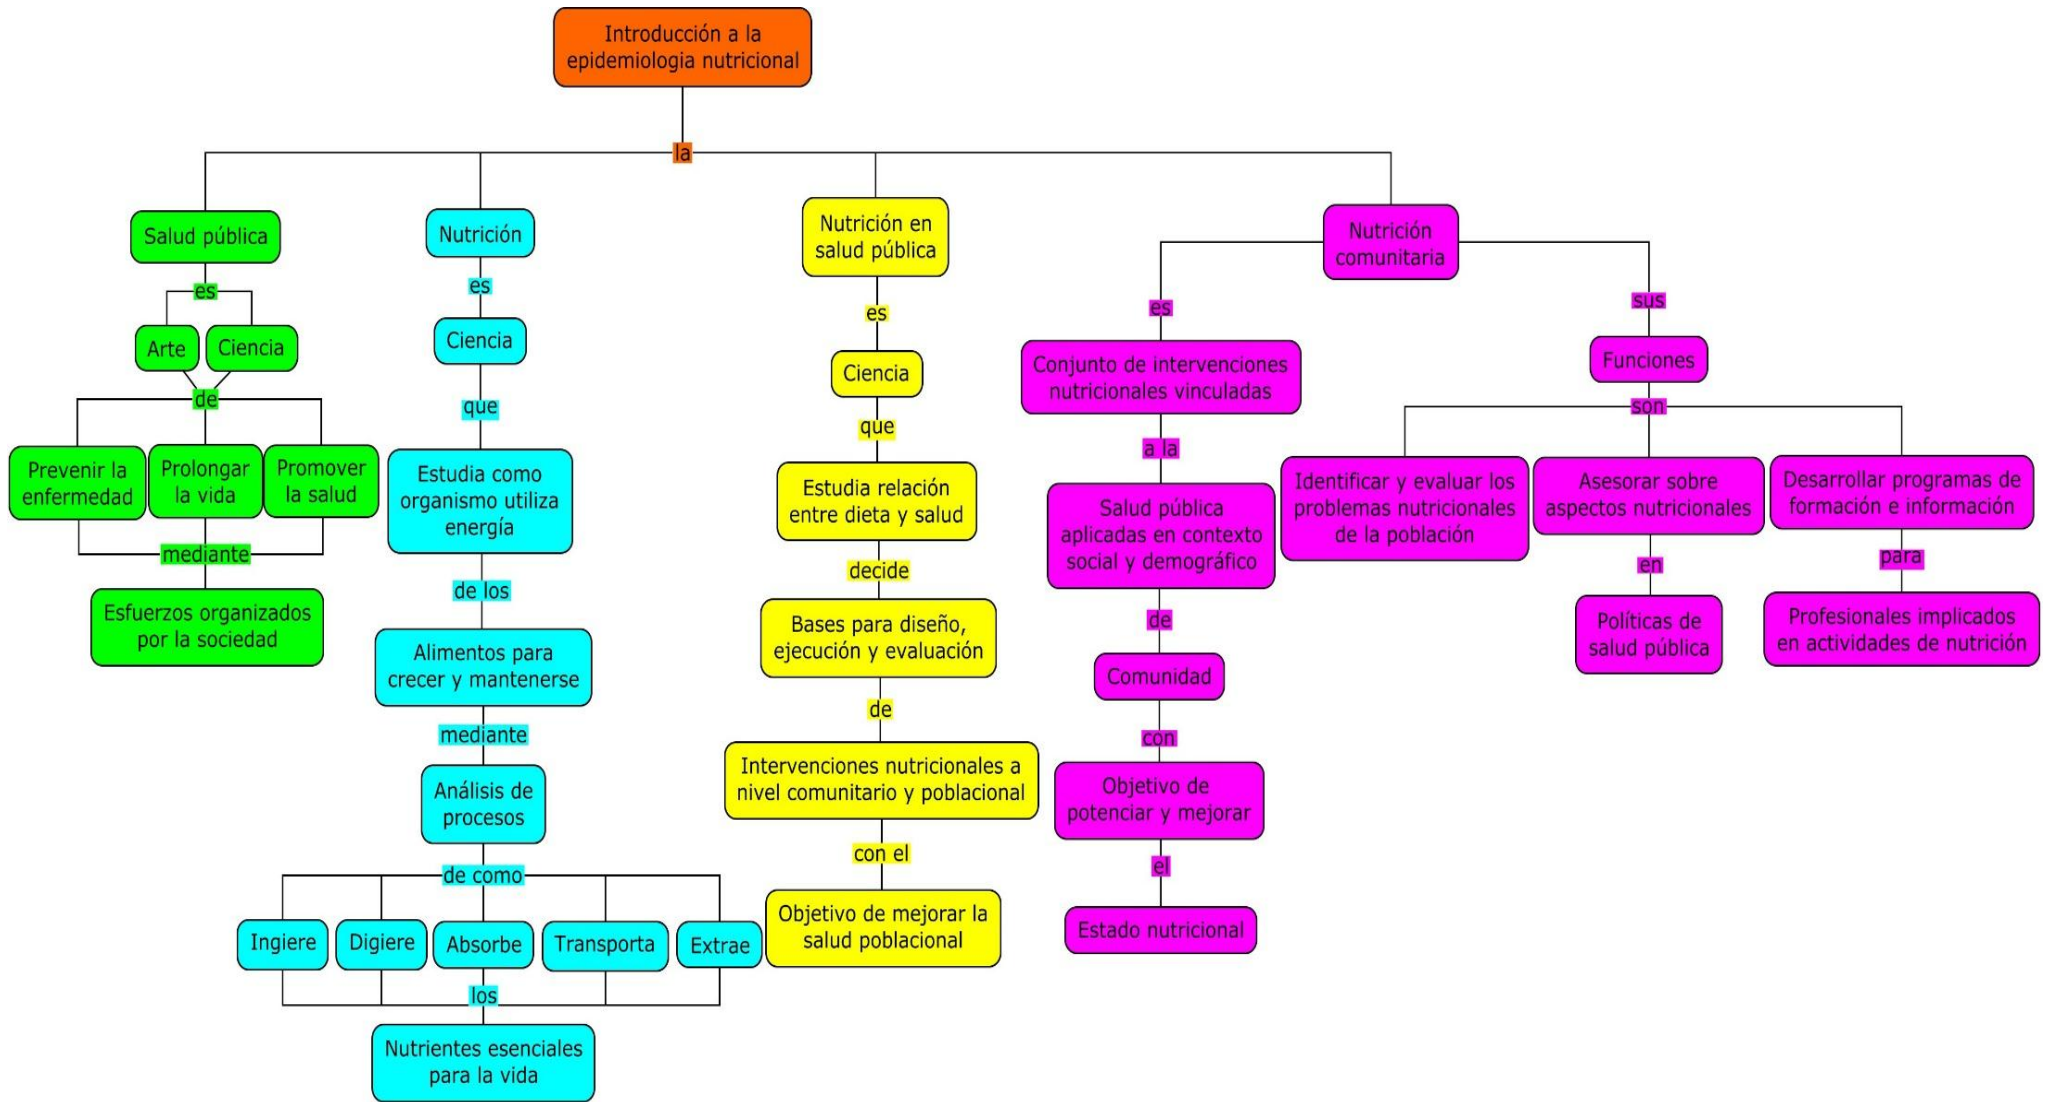 Introducción a la
epidemiologia nutricional
la
Salud pública
es
Arte
Ciencia
de
Prevenir la
enfermedad
Prolongar
la vida
Promover
la salud
mediante
Esfuerzos organizados
por la sociedad
Nutrición
es
Ciencia
que
Estudia como
organismo utiliza
energía
de los
Alimentos para
crecer y mantenerse
mediante
Análisis de
procesos
de como
Ingiere
Digiere
Absorbe
Transporta
Extrae
los
Nutrientes esenciales
para la vida
Nutrición en
salud pública
es
Ciencia
que
Estudia relación
entre dieta y salud
decide
Bases para diseño,
ejecución y evaluación
de
Intervenciones nutricionales a
nivel comunitario y poblacional
con el
Objetivo de mejorar la
salud poblacional
Nutrición
comunitaria
es
Conjunto de intervenciones
nutricionales vinculadas
a la
Salud pública
aplicadas en contexto
social y demográfico
de
Comunidad
con
Objetivo de
potenciar y mejorar
el
Estado nutricional
sus
Funciones
son
Identificar y evaluar los
problemas nutricionales
de la población
Asesorar sobre
aspectos nutricionales
en
Políticas de
salud pública
Desarrollar programas de
formación e información
para
Profesionales implicados
en actividades de nutrición